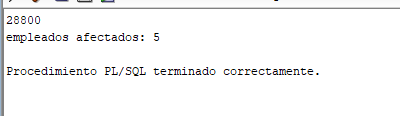 28800
empleados afectados: 5
Procedimiento PL/SQL terminado correctamente.